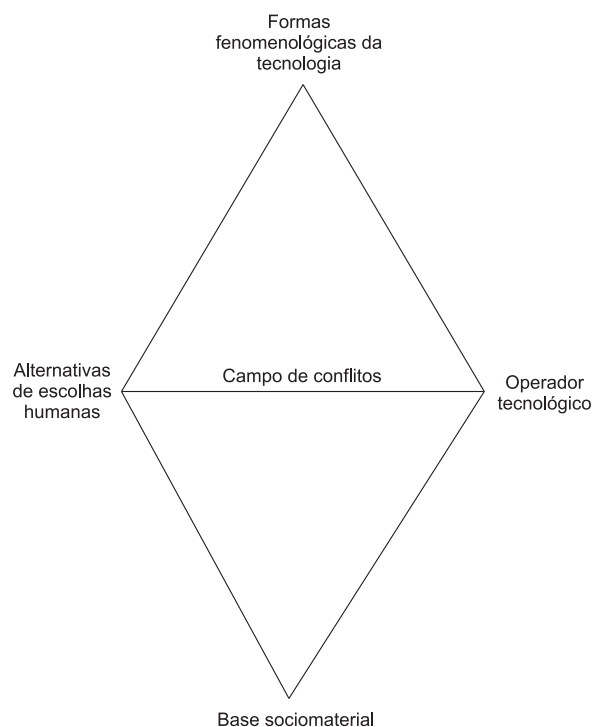 Formas
fenomenológicas da
tecnologia
Alternativas
de escolhas
humanas
Campo de conflitos
Operador
tecnológico
Base sociomaterial